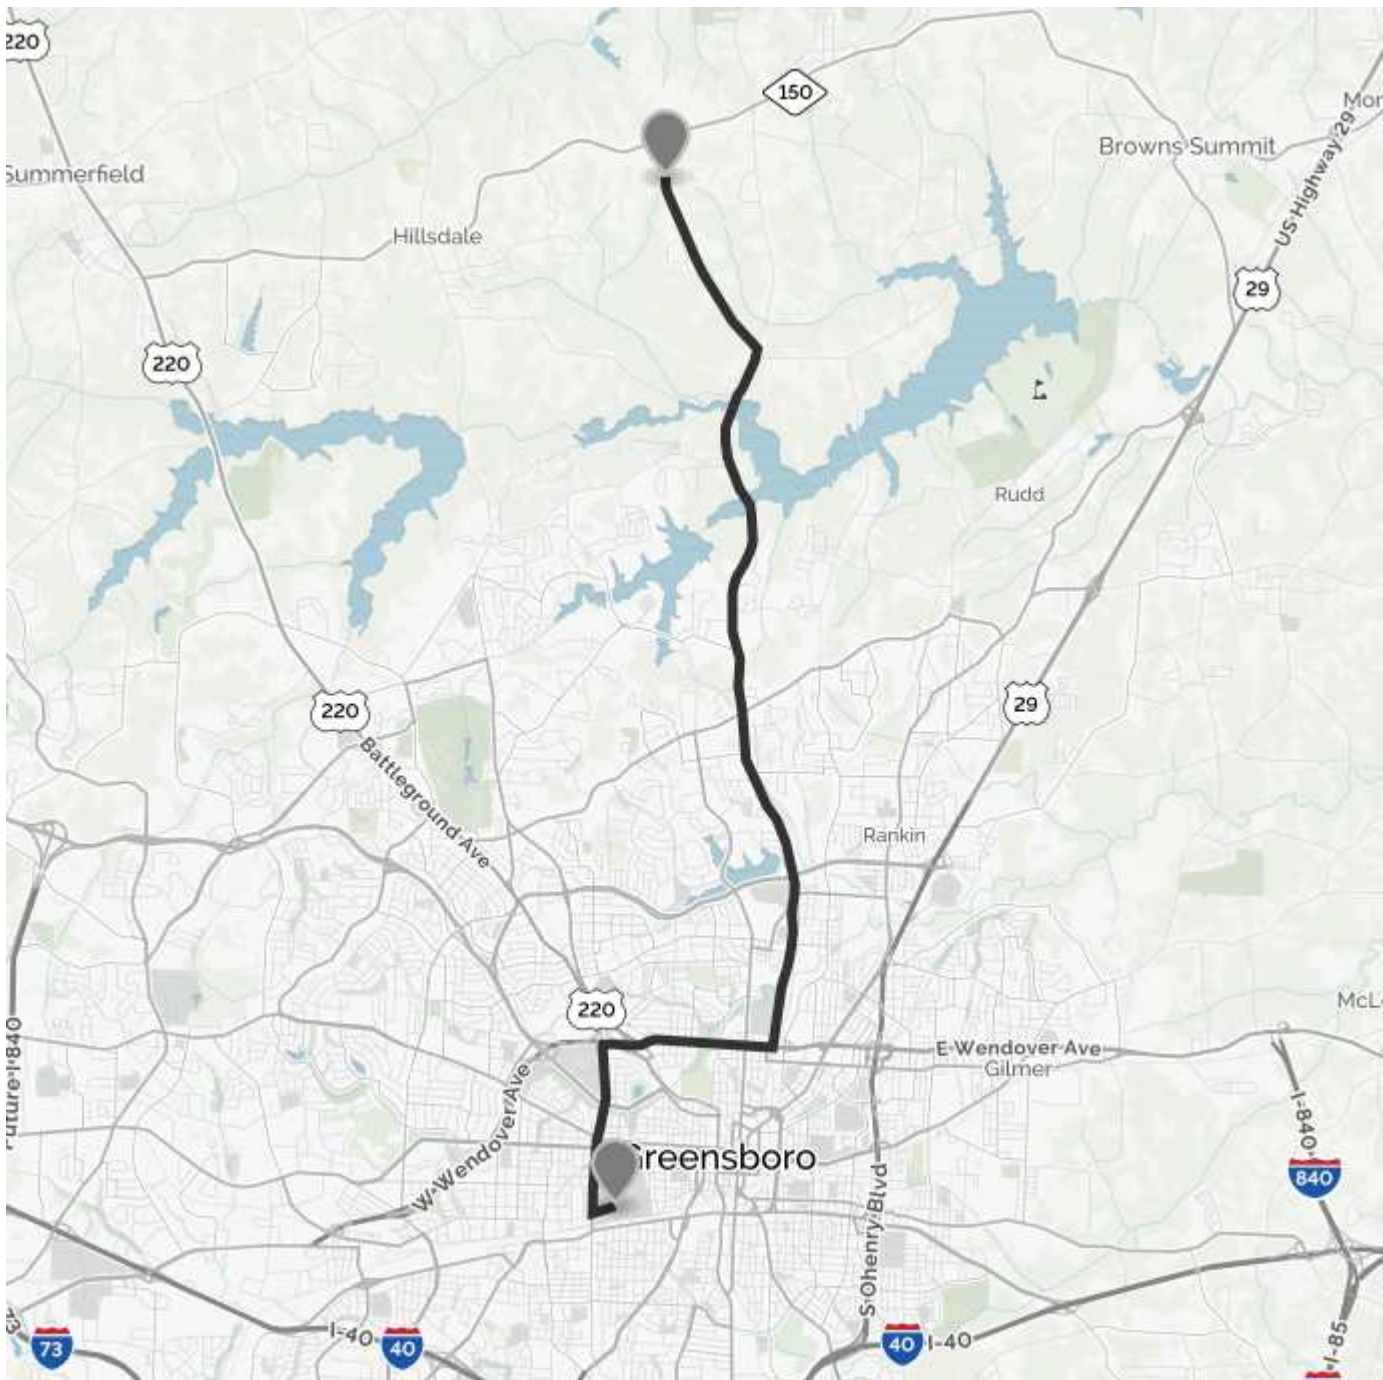 220
150
Mor
Browns Summit
Summerfield
US Highway 29
Hillsdale
29
220
Rudd
29
220
Battleground Ave
Rankin
220
McL
E Wendover Ave
Gilmer
Future I-840
W Wendover Ave
I-840
Greensboro
840
S Ohenry Blvd
73
I-40
40
73
40
I-40
I-85